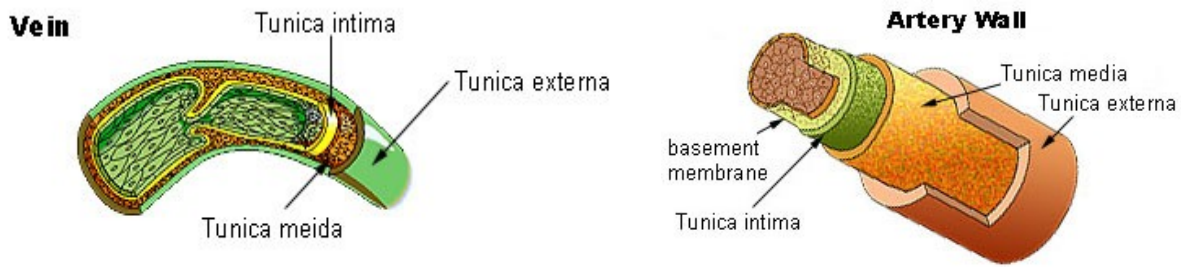 Vein
Tunica intima
Tunica externa
Tunica meida
Artery Wall
Tunica media
Tunica externa
basement
membrane
Tunica intima